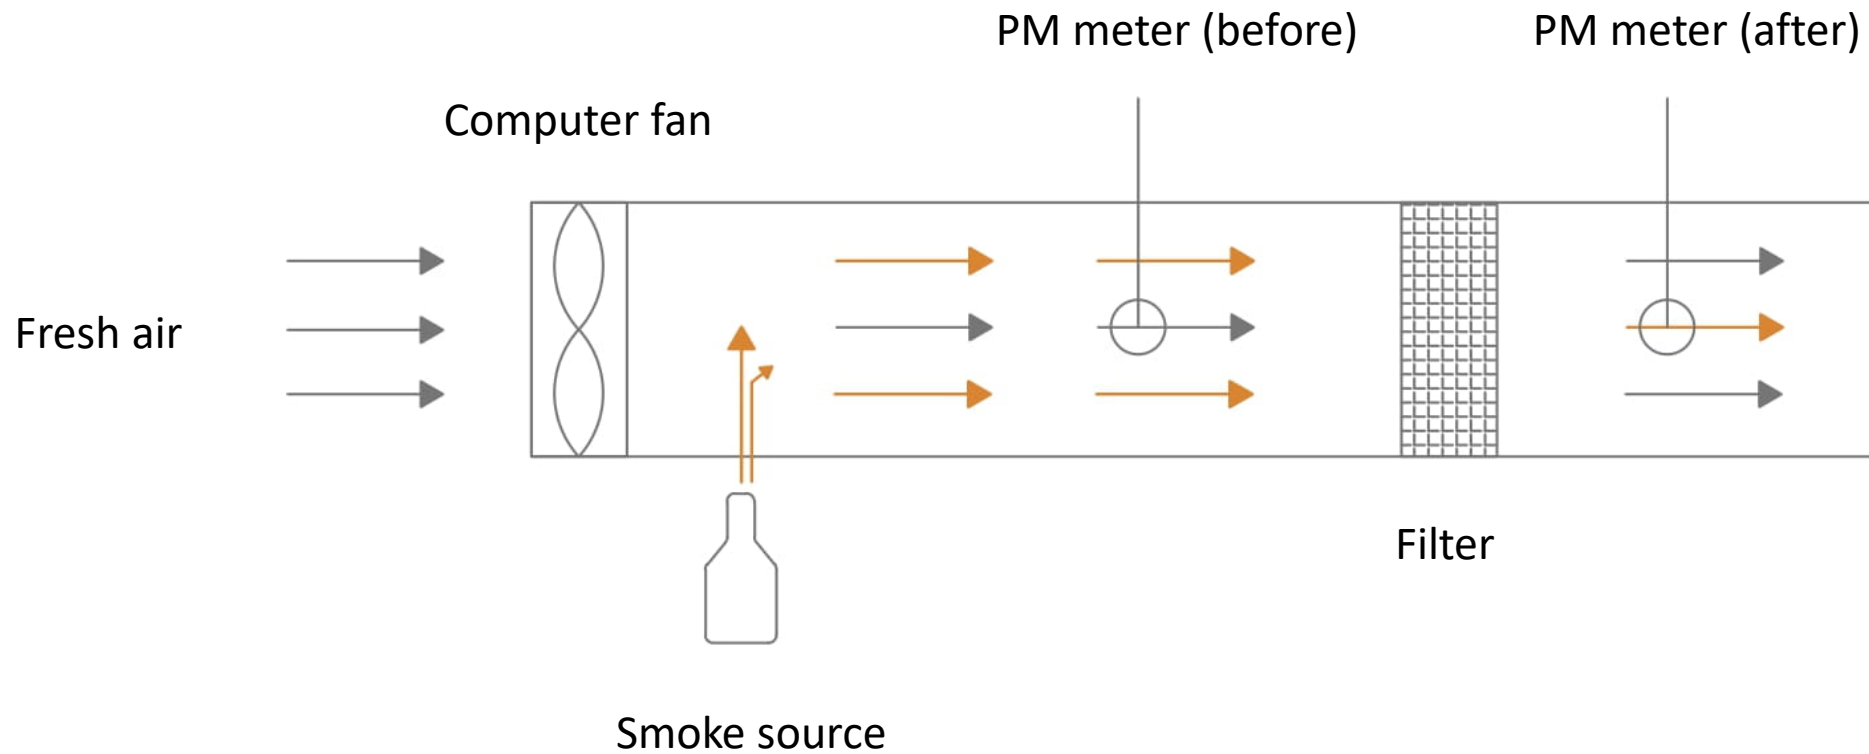 PM meter (before)
PM meter (after)
Computer fan
Fresh air
Filter
Smoke source